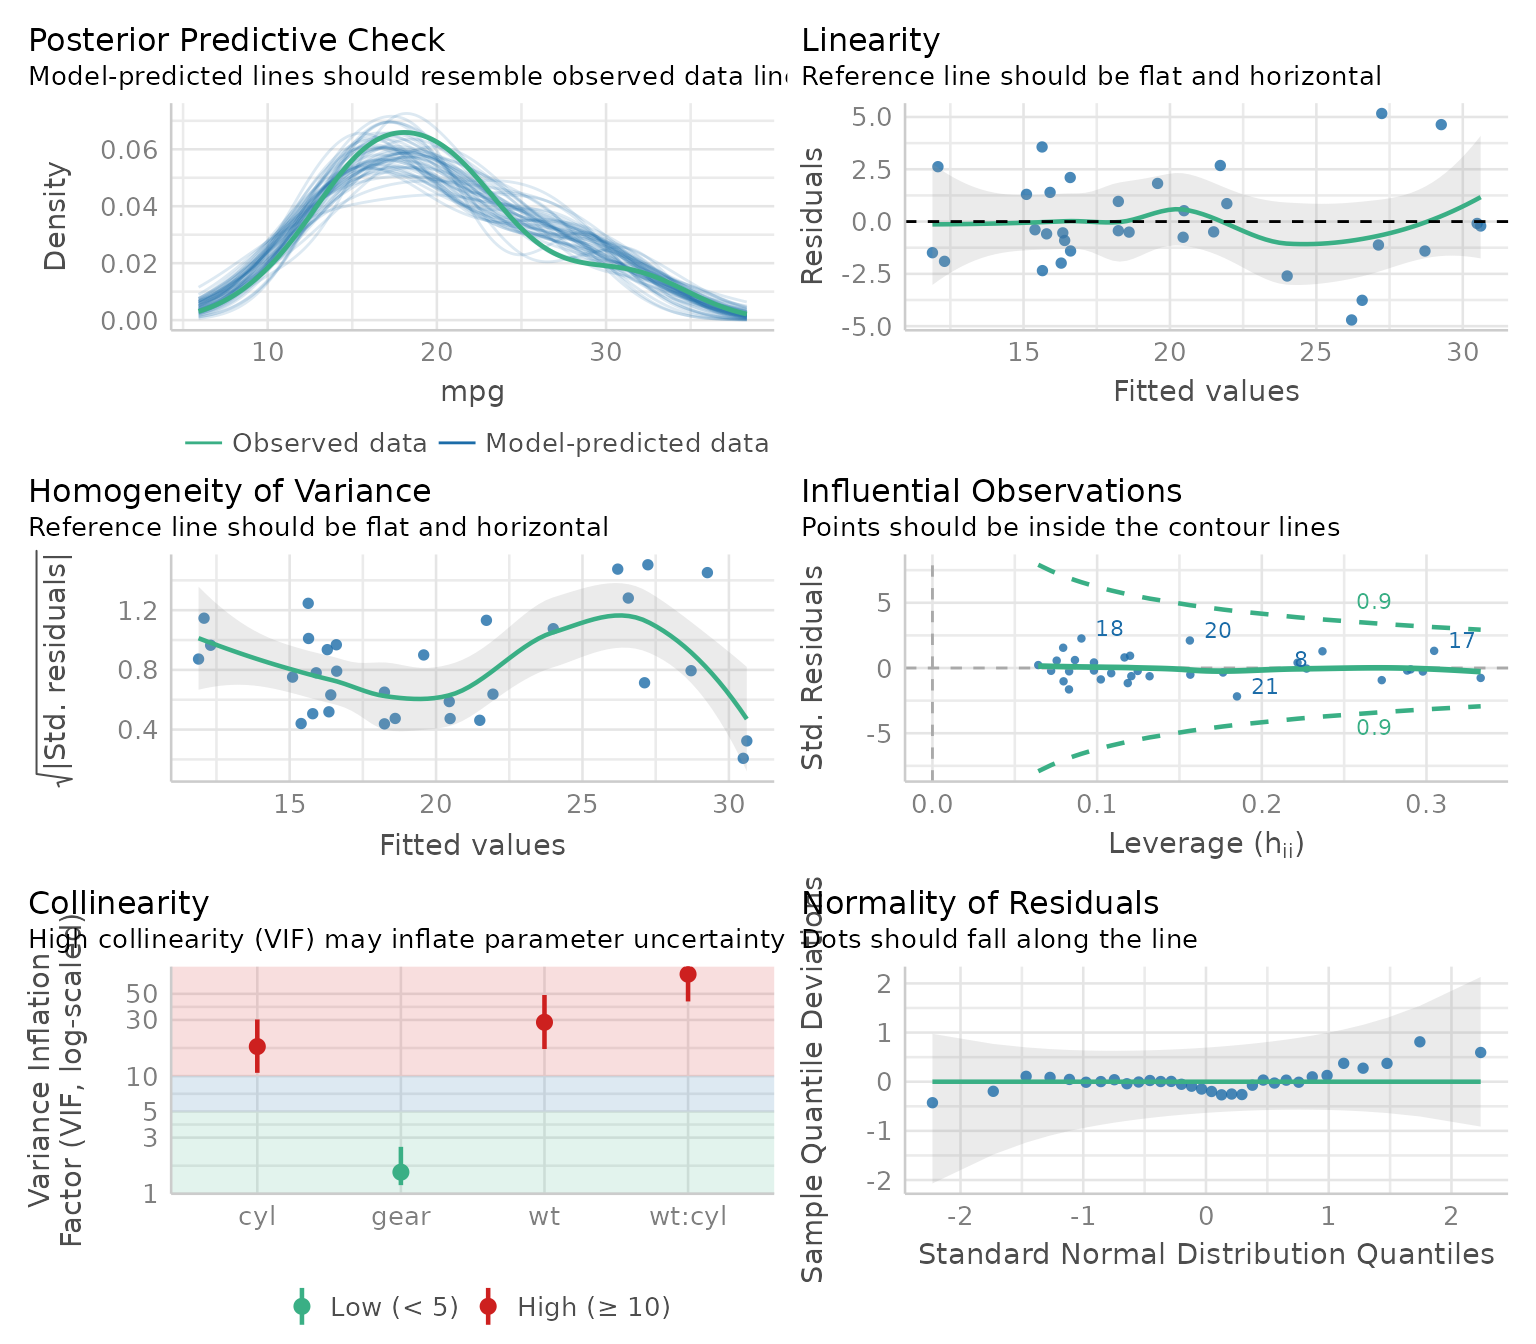 Posterior Predictive Check
Model-predicted lines should resemble observed data line
Density
0.06
0.04
0.02
0.00
10 20 30
mpg
Observed data Model-predicted data
Linearity
Reference line should be flat and horizontal
Residuals
5.0
2.5
0.0
-2.5
-5.0
15 20 25 30
Fitted values
Homogeneity of Variance
Reference line should be flat and horizontal
√|Std. residuals|
1.2
0.8
0.4
15 20 25 30
Fitted values
Influential Observations
Points should be inside the contour lines
Std. Residuals
5
0
-5
0.9
18
20
17
8
21
0.9
0.0 0.1 0.2 0.3
Leverage (hii)
Collinearity
High collinearity (VIF) may inflate parameter uncertainty
Variance Inflation
Factor (VIF, log-scaled)
50
30
10
5
3
1
cyl gear wt wt:cyl
Low (< 5) High (≥ 10)
Normality of Residuals
Dots should fall along the line
Sample Quantile Deviations
2
1
0
-1
-2
-2 -1 0 1 2
Standard Normal Distribution Quantiles